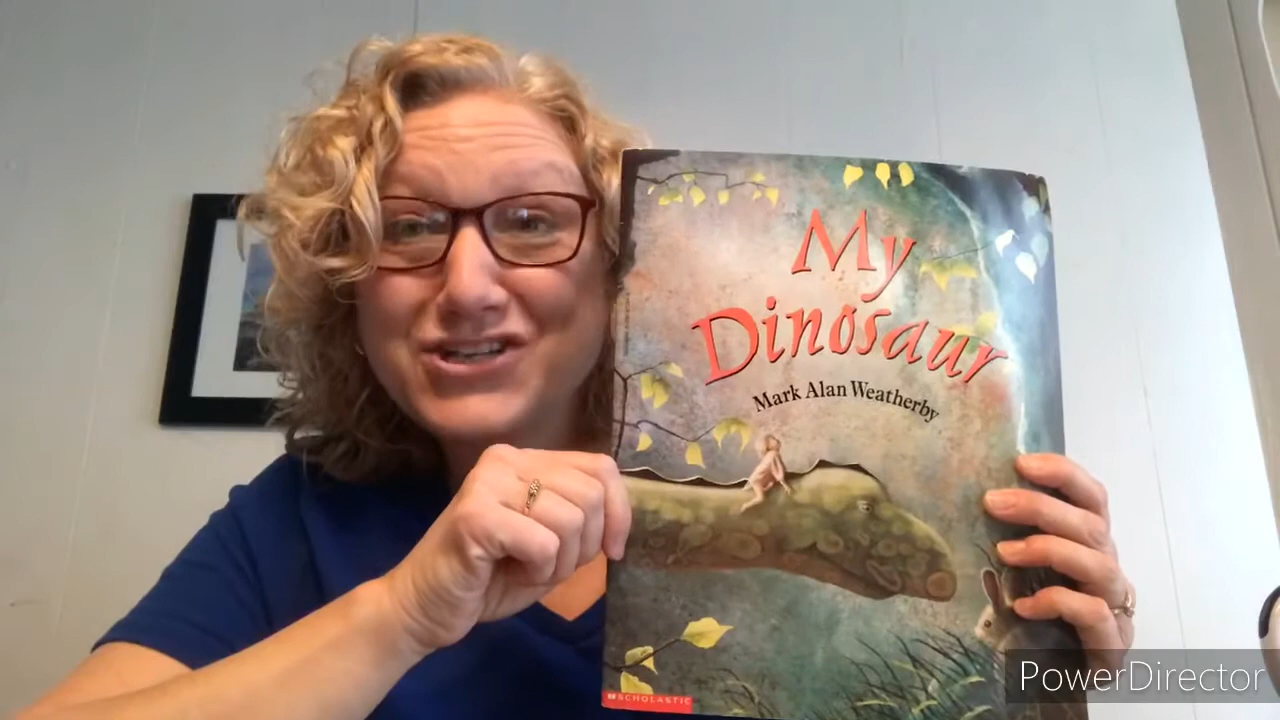 My
Dinosaur
Mark Alan Weatherby
SCHOLASTIC
PowerDirector